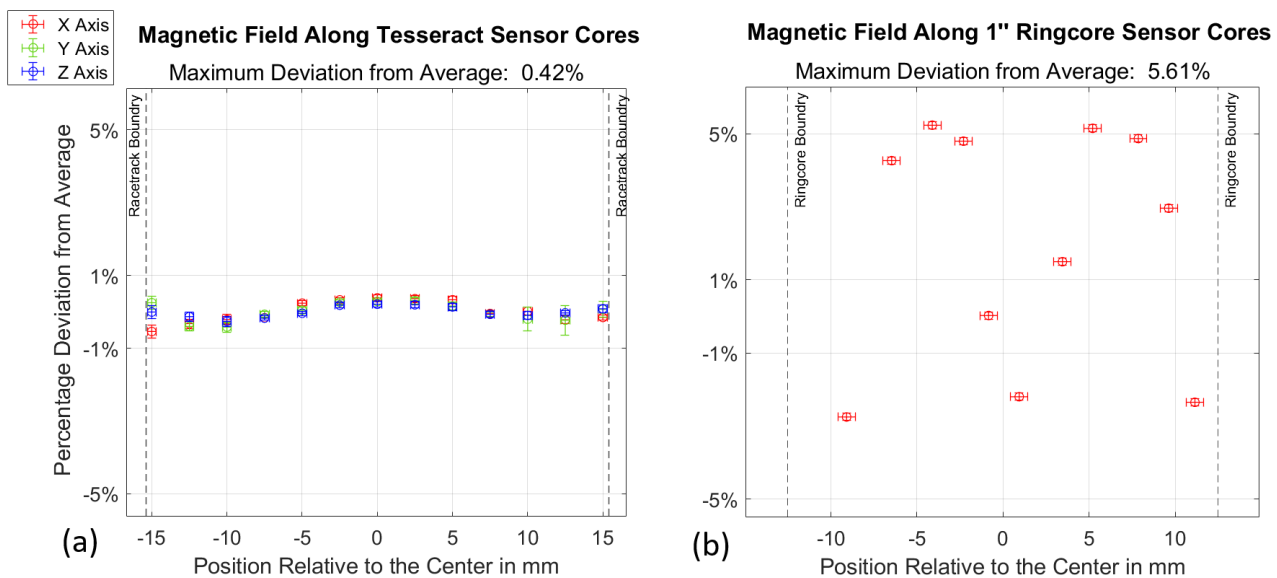 X Axis
Y Axis
Z Axis
Magnetic Field Along Tesseract Sensor Cores
Maximum Deviation from Average: 0.42%
Percentage Deviation from Average
5%
1%
-1%
-5%
Racetrack Boundry
Racetrack Boundry
-15
-10
-5
0
5
10
15
Position Relative to the Center in mm
(a)
Magnetic Field Along 1" Ringcore Sensor Cores
Maximum Deviation from Average: 5.61%
5%
1%
-1%
-5%
Ringcore Boundry
Ringcore Boundry
-10
-5
0
5
10
Position Relative to the Center in mm
(b)